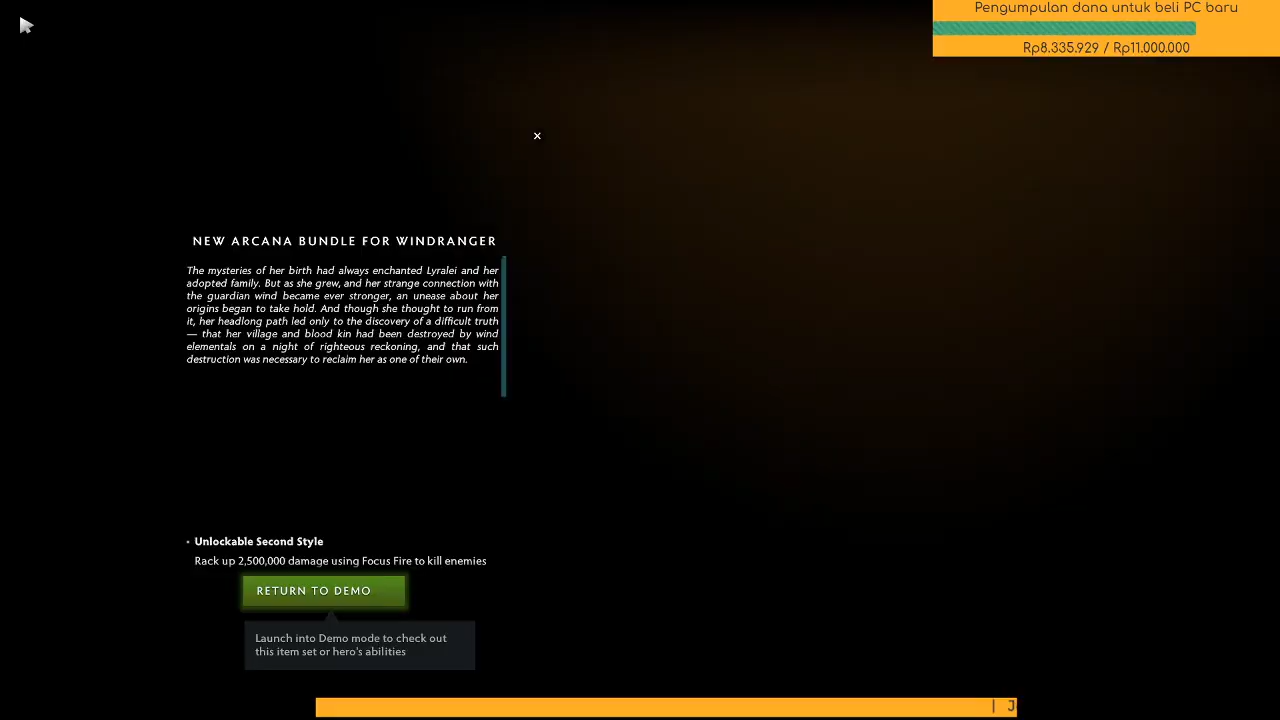 Pengumpulan dana untuk beli PC baru
Rp8.335.929 / Rp11.000.000
NEW ARCANA BUNDLE FOR WINDRANGER
The mysteries of her birth had always enchanted Lyralei and her
adopted family. But as she grew, and her strange connection with
the guardian wind became ever stronger, an unease about her
origins began to take hold. And though she thought to run from
it, her headlong path led only to the discovery of a difficult truth
— that her village and blood kin had been destroyed by wind
elementals on a night of righteous reckoning, and that such
destruction was necessary to reclaim her as one of their own.
• Unlockable Second Style
Rack up 2,500,000 damage using Focus Fire to kill enemies
RETURN TO DEMO
Launch into Demo mode to check out
this item set or hero's abilities
| J